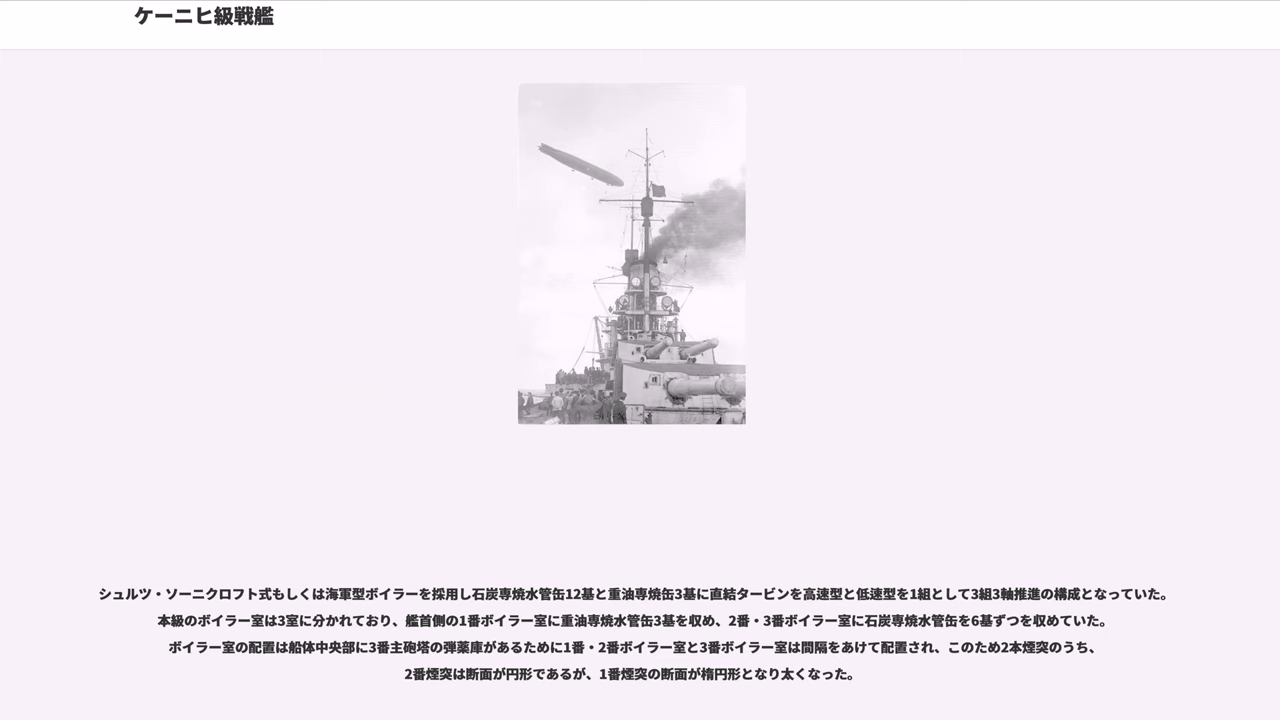 ケーニヒ級戦艦
シュルツ・ソーニクロフト式もしくは海軍型ボイラーを採用し石炭専焼水管缶12基と重油専焼缶3基に直結タービンを高速型と低速型を1組として3組3軸推進の構成となっていた。
本級のボイラー室は3室に分かれており、艦首側の1番ボイラー室に重油専焼水管缶3基を収め、2番・3番ボイラー室に石炭専焼水管缶を6基ずつを収めていた。
ボイラー室の配置は船体中央部に3番主砲塔の弾薬庫があるために1番・2番ボイラー室と3番ボイラー室は間隔をあけて配置され、このため2本煙突のうち、
2番煙突は断面が円形であるが、1番煙突の断面が楕円形となり太くなった。